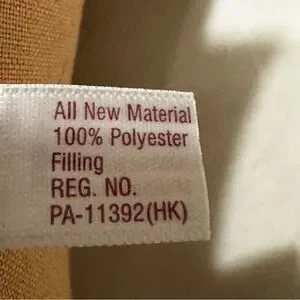 All New Material
100% Polyester
Filling
REG. NO.
PA-11392(HK)